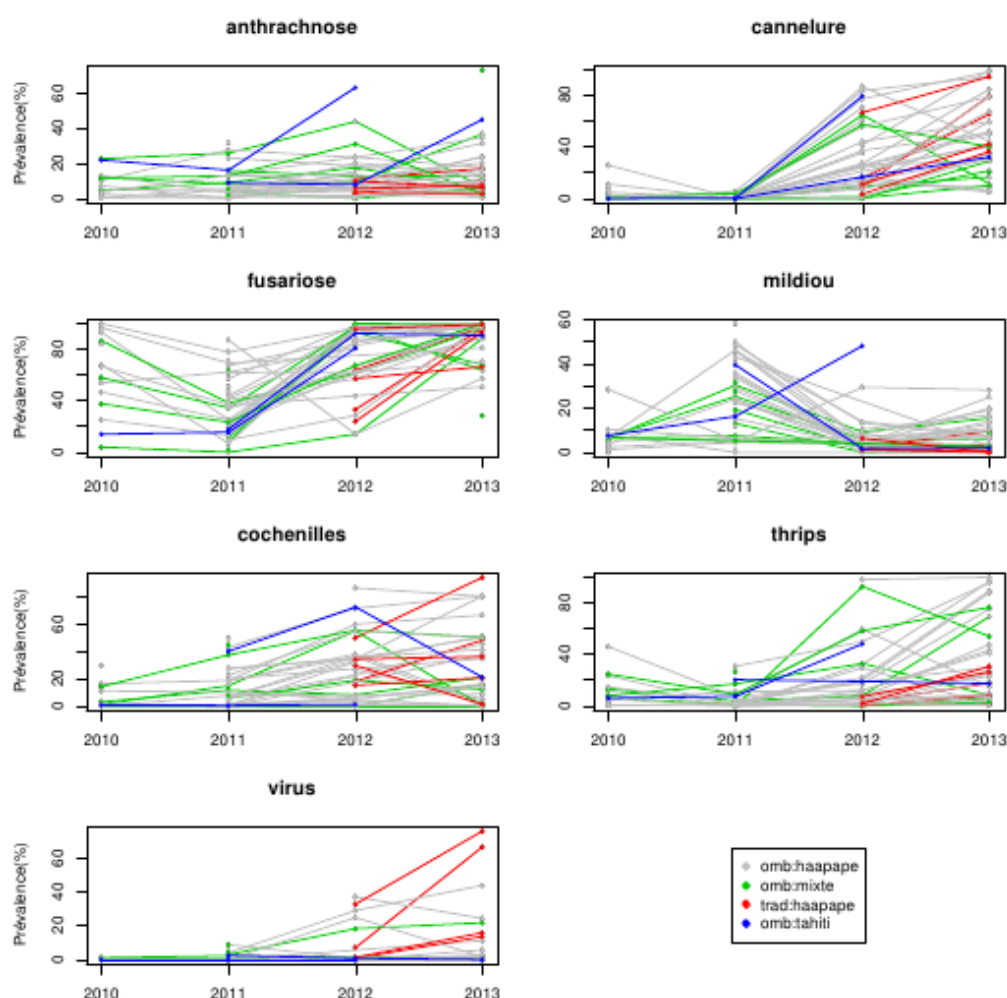 anthrachnose
Prévalence(%)
60
40
20
0
2010 2011 2012 2013
cannelure
80
40
0
2010 2011 2012 2013
fusariose
Prévalence(%)
80
40
0
2010 2011 2012 2013
mildiou
60
40
20
0
2010 2011 2012 2013
cochenilles
Prévalence(%)
60
20
0
2010 2011 2012 2013
thrips
80
40
0
2010 2011 2012 2013
virus
Prévalence(%)
60
40
20
0
2010 2011 2012 2013
omb:haapape
omb:mixte
trad:haapape
omb:tahiti